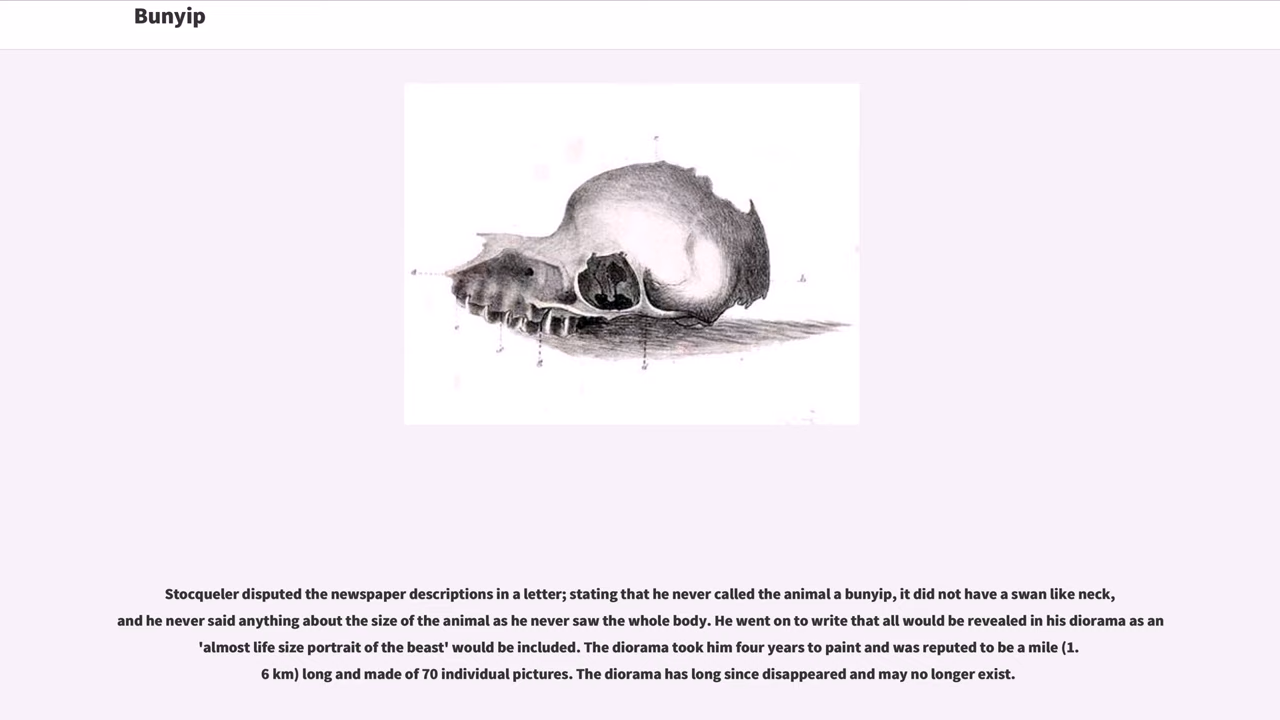 Bunyip
Stocqueler disputed the newspaper descriptions in a letter; stating that he never called the animal a bunyip, it did not have a swan like neck,
and he never said anything about the size of the animal as he never saw the whole body. He went on to write that all would be revealed in his diorama as an
'almost life size portrait of the beast' would be included. The diorama took him four years to paint and was reputed to be a mile (1.
6 km) long and made of 70 individual pictures. The diorama has long since disappeared and may no longer exist.